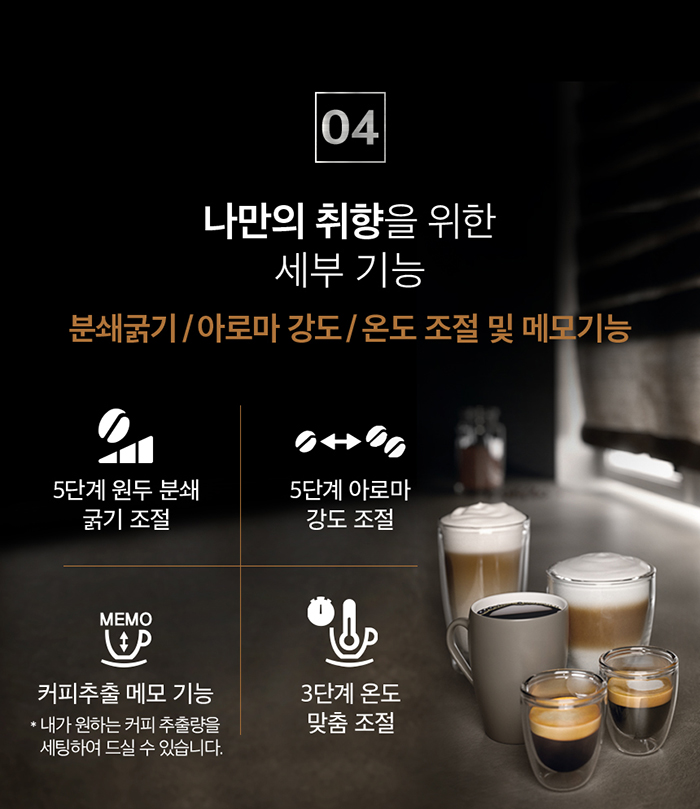 04
나만의 취향을 위한
세부 기능
분쇄굵기 / 아로마 강도 / 온도 조절 및 메모기능
5단계 원두 분쇄
굵기 조절
5단계 아로마
강도 조절
MEMO
커피추출 메모 기능
* 내가 원하는 커피 추출량을
세팅하여 드실 수 있습니다.
3단계 온도
맞춤 조절